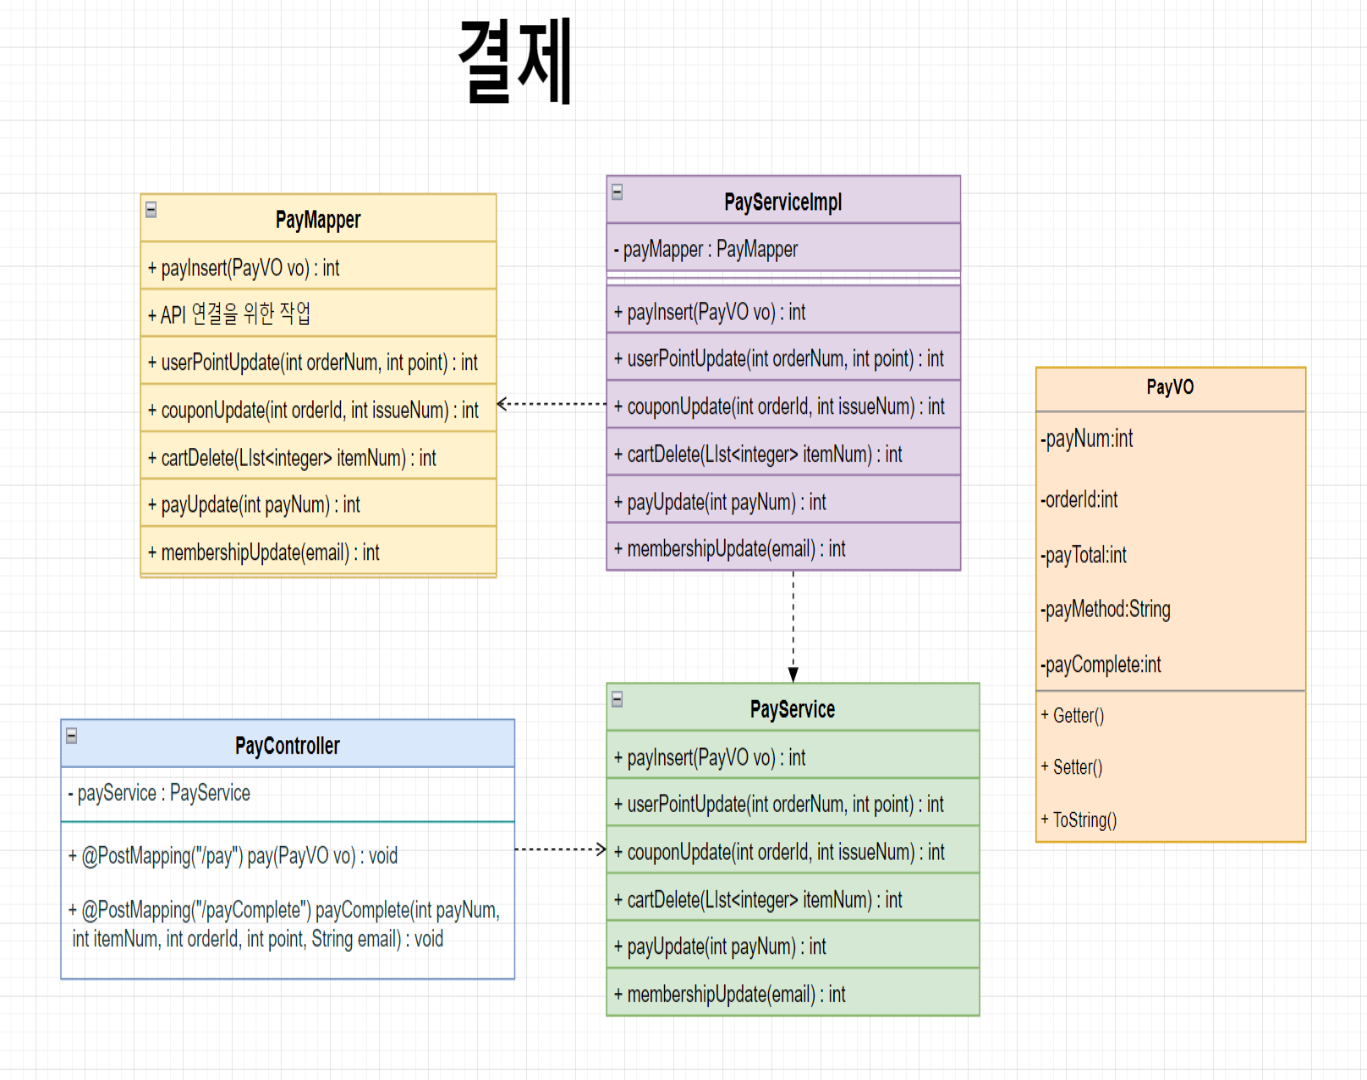 결제
PayMapper
+ payInsert(PayVO vo) : int
+ API 연결을 위한 작업
+ userPointUpdate(int orderNum, int point) : int
+ couponUpdate(int orderId, int issueNum) : int
+ cartDelete(LIst<integer> itemNum) : int
+ payUpdate(int payNum) : int
+ membershipUpdate(email) : int
PayServiceImpl
- payMapper : PayMapper
+ payInsert(PayVO vo) : int
+ userPointUpdate(int orderNum, int point) : int
+ couponUpdate(int orderId, int issueNum) : int
+ cartDelete(LIst<integer> itemNum) : int
+ payUpdate(int payNum) : int
+ membershipUpdate(email) : int
PayVO
-payNum:int
-orderId:int
-payTotal:int
-payMethod:String
-payComplete:int
+ Getter()
+ Setter()
+ ToString()
PayController
- payService : PayService
+ @PostMapping("/pay") pay(PayVO vo) : void
+ @PostMapping("/payComplete") payComplete(int payNum,
int itemNum, int orderId, int point, String email) : void
PayService
+ payInsert(PayVO vo) : int
+ userPointUpdate(int orderNum, int point) : int
+ couponUpdate(int orderId, int issueNum) : int
+ cartDelete(LIst<integer> itemNum) : int
+ payUpdate(int payNum) : int
+ membershipUpdate(email) : int